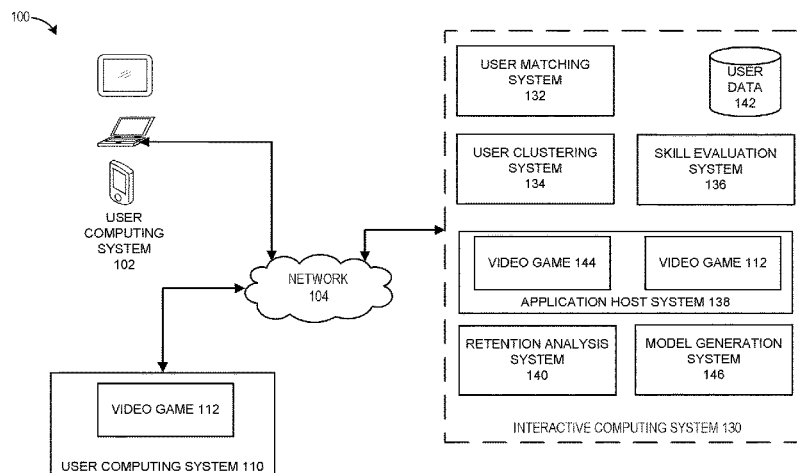 100
USER
COMPUTING
SYSTEM
102
NETWORK
104
VIDEO GAME 112
USER COMPUTING SYSTEM 110
USER MATCHING
SYSTEM
132
USER
DATA
142
USER CLUSTERING
SYSTEM
134
SKILL EVALUATION
SYSTEM
136
VIDEO GAME 144
VIDEO GAME 112
APPLICATION HOST SYSTEM 138
RETENTION ANALYSIS
SYSTEM
140
MODEL GENERATION
SYSTEM
146
INTERACTIVE COMPUTING SYSTEM 130